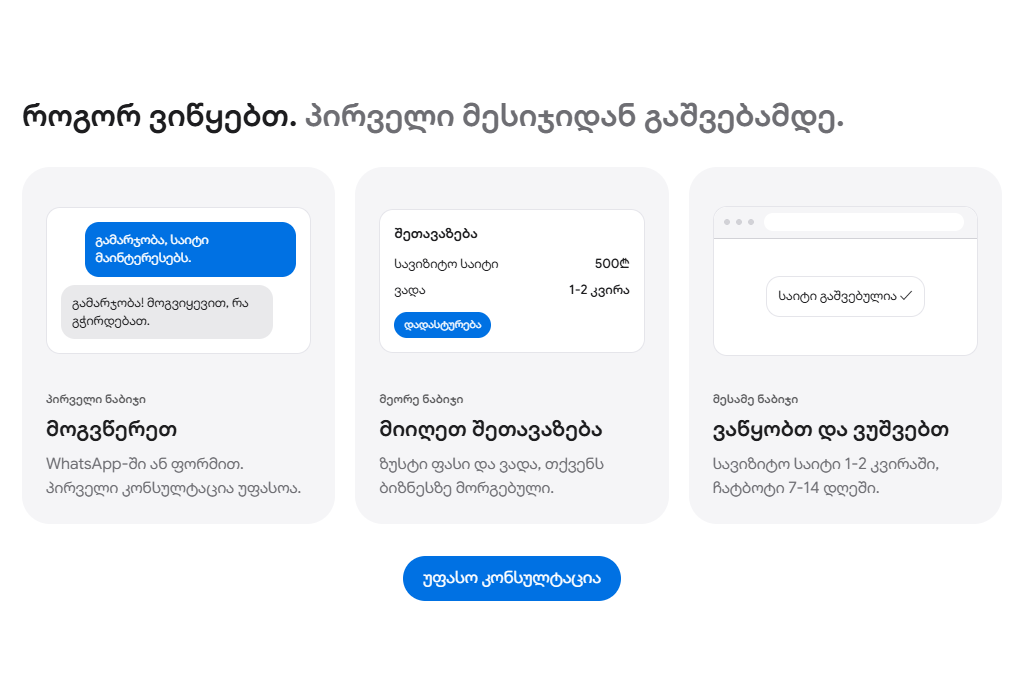 როგორ ვიწყებთ. პირველი მესიჯიდან გაშვებამდე.
გამარჯობა, საიტი
მაინტერესებს.
გამარჯობა! მოგვიყევით, რა
გჭირდებათ.
პირველი ნაბიჯი
მოგვწერეთ
WhatsApp-ში ან ფორმით.
პირველი კონსულტაცია უფასოა.
შეთავაზება
სავიზიტო საიტი 500₾
ვადა 1-2 კვირა
დადასტურება
მეორე ნაბიჯი
მიიღეთ შეთავაზება
ზუსტი ფასი და ვადა, თქვენს
ბიზნესზე მორგებული.
საიტი გაშვებულია ✓
მესამე ნაბიჯი
ვაწყობთ და ვუშვებთ
სავიზიტო საიტი 1-2 კვირაში,
ჩატბოტი 7-14 დღეში.
უფასო კონსულტაცია